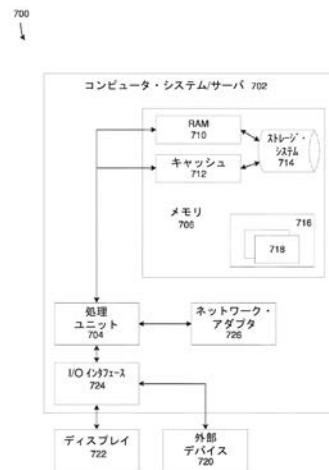 700
コンピュータ・システム/サーバ 702
RAM
710
キャッシュ
712
ストレージ・
システム
714
メモリ
706
716
718
処理
ユニット
704
ネットワーク・
アダプタ
726
I/O インタフェース
724
ディスプレイ
722
外部
デバイス
720